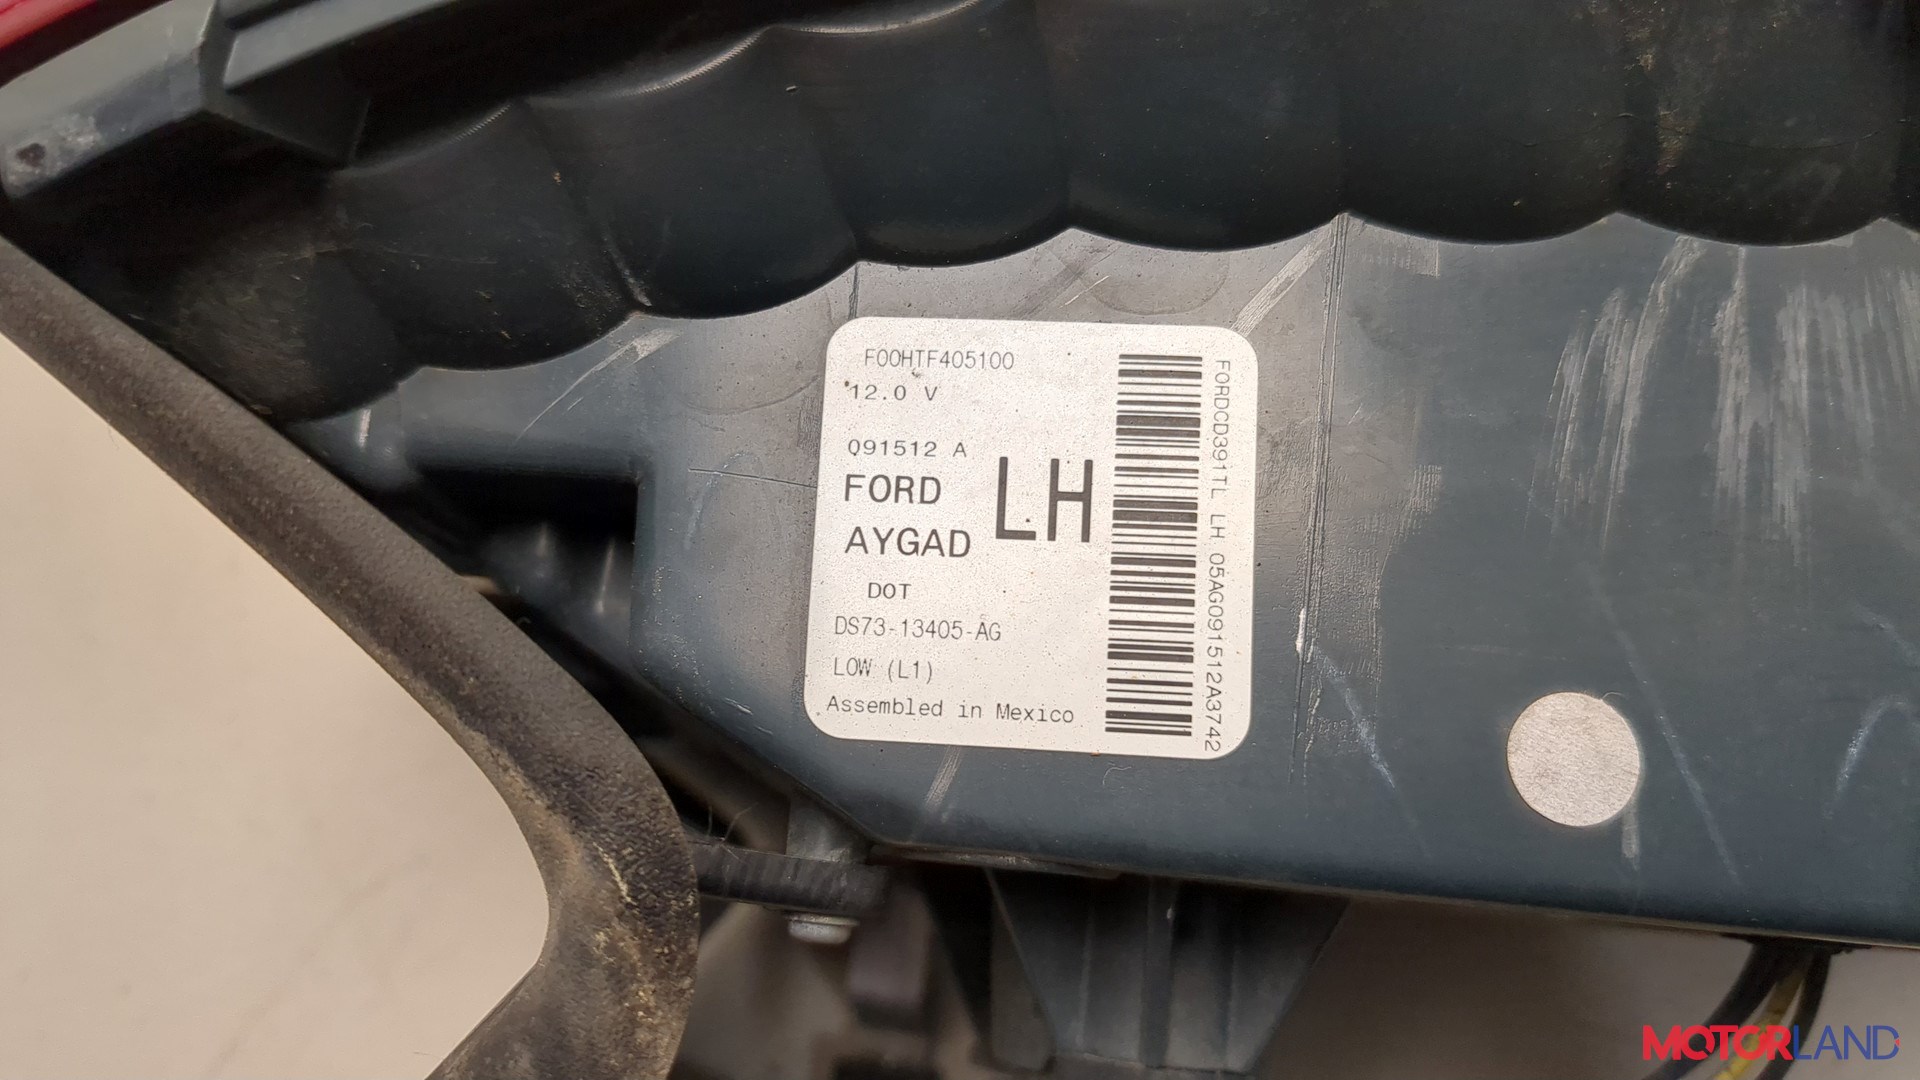 F00HTF405100
12.0 V
Q91512 A
FORD
LH
AYGAD
DOT
DS73-13405-AG
LOW (L1)
Assembled in Mexico
FORDCD391TL LH 05AG091512A3742
MOTORLAND